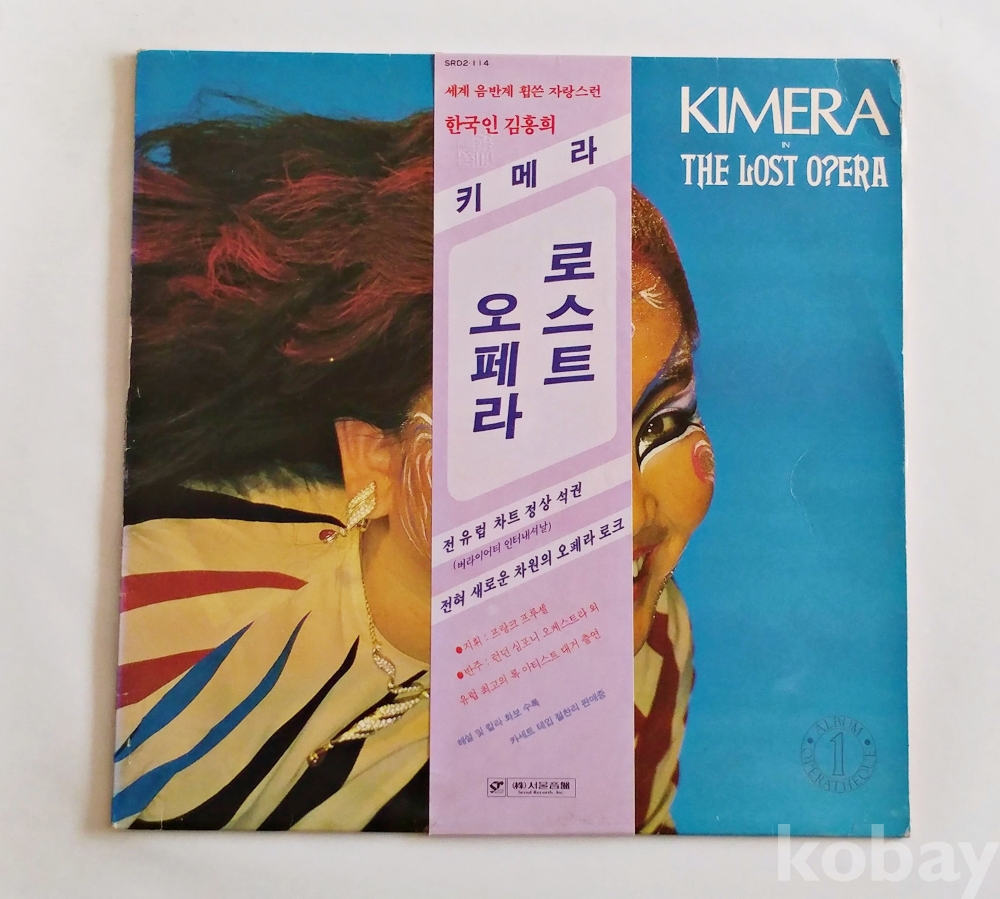 SRD2-114
세계 음반계 휩쓴 자랑스런
한국인 김홍희
키메라
로스트
오페라
전유럽 차트 정상 석권
(버라이어티 인터내셔날)
전혀 새로운 차원의 오페라 로크
●지휘 : 프랑크 프루셀
●반주 : 런던 심포니 오케스트라 외
유럽 최고의 록 아티스트 대거 출연
해설 및 칼라 화보 수록
카세트 테입 절찬리 판매중
SR
(株)서울音盤
Seoul Records, Inc.
KIMERA
IN
THE LOST O?ERA
• ALBUM •
1
OPERATHEQUE
kobay